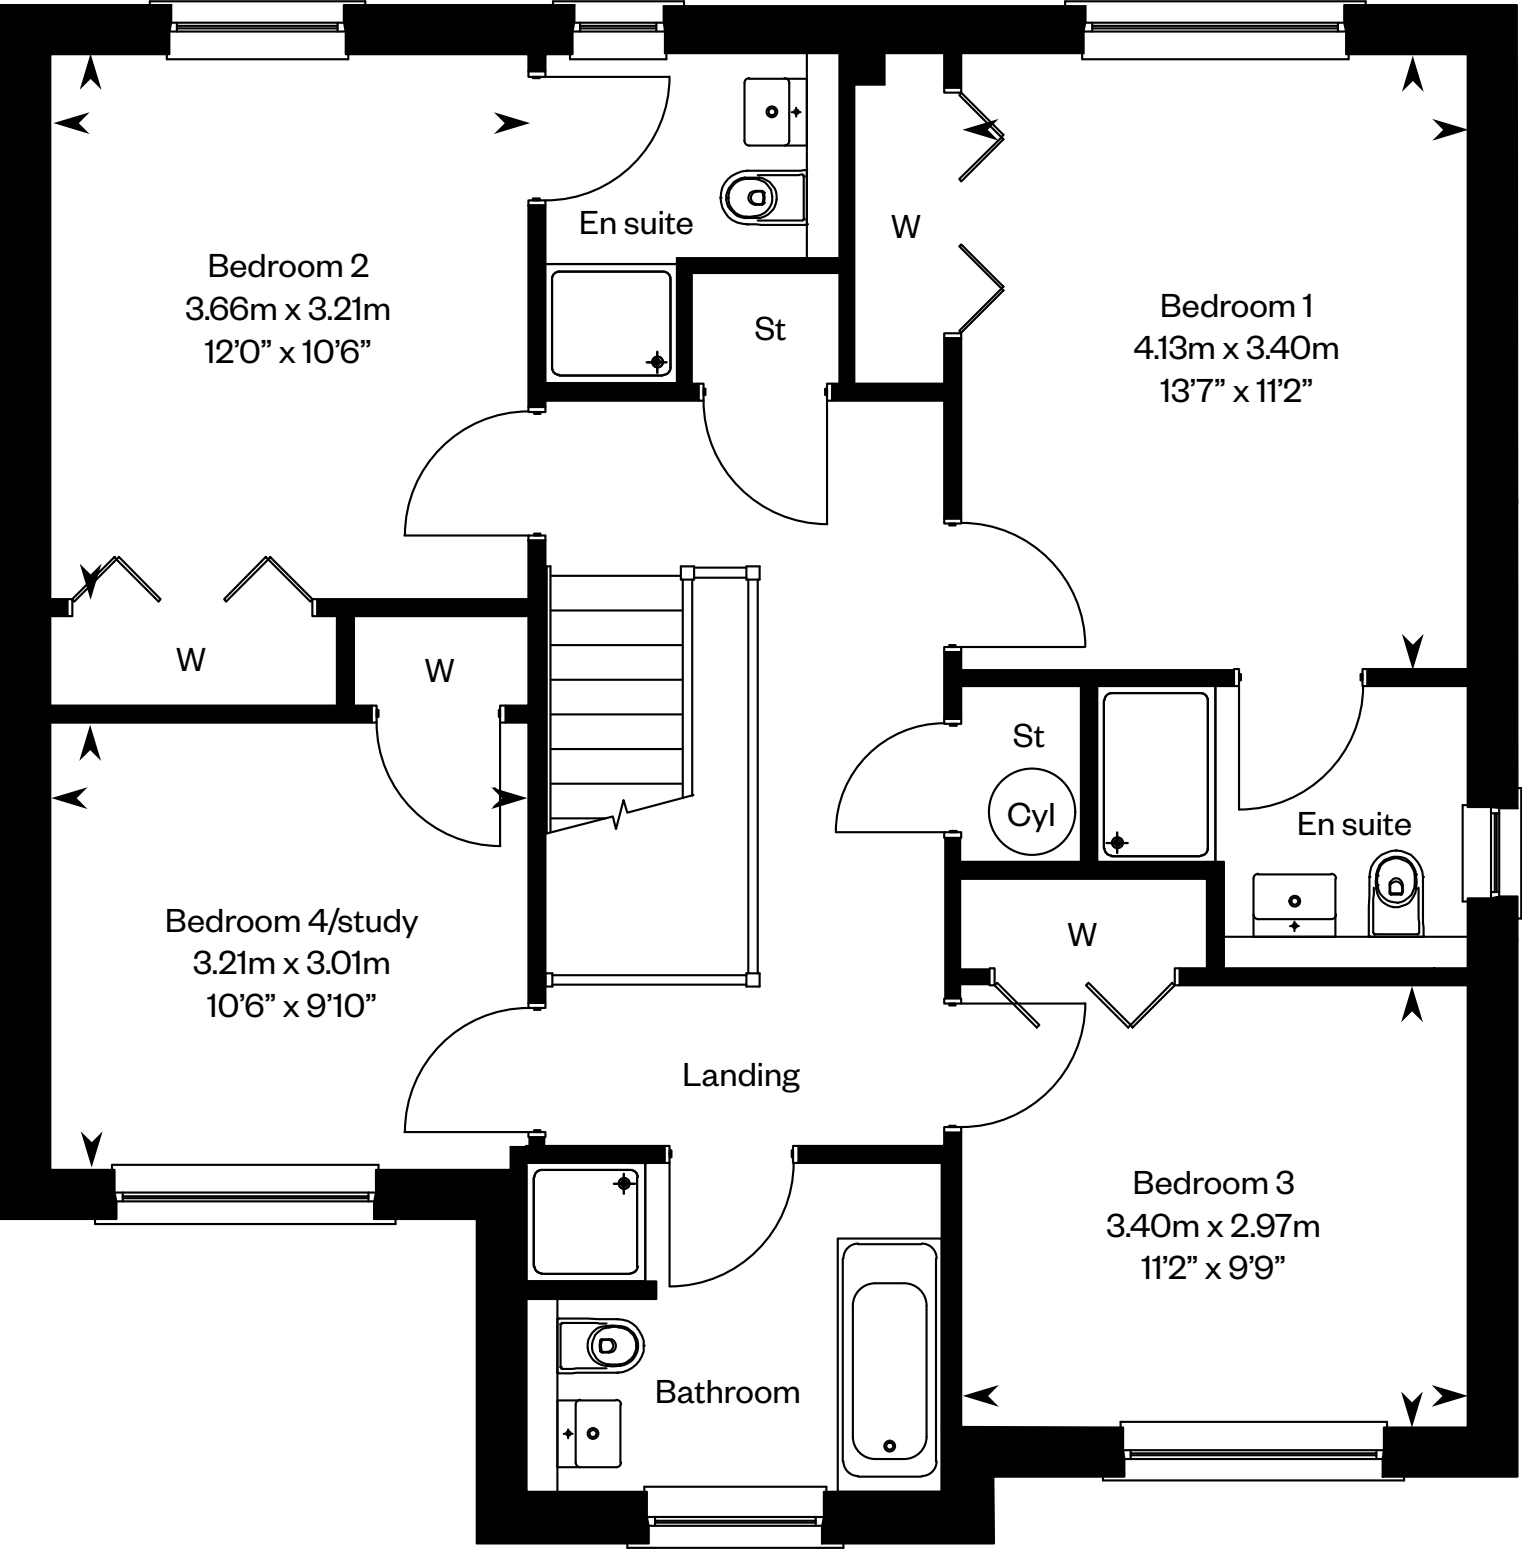 En suite
W
Bedroom 2
3.66m x 3.21m
12’0” x 10’6”
St
Bedroom 1
4.13m x 3.40m
13’7” x 11’2”
W
W
St
Cyl
En suite
Bedroom 4/study
3.21m x 3.01m
10’6” x 9’10”
W
Landing
Bedroom 3
3.40m x 2.97m
11’2” x 9’9”
Bathroom